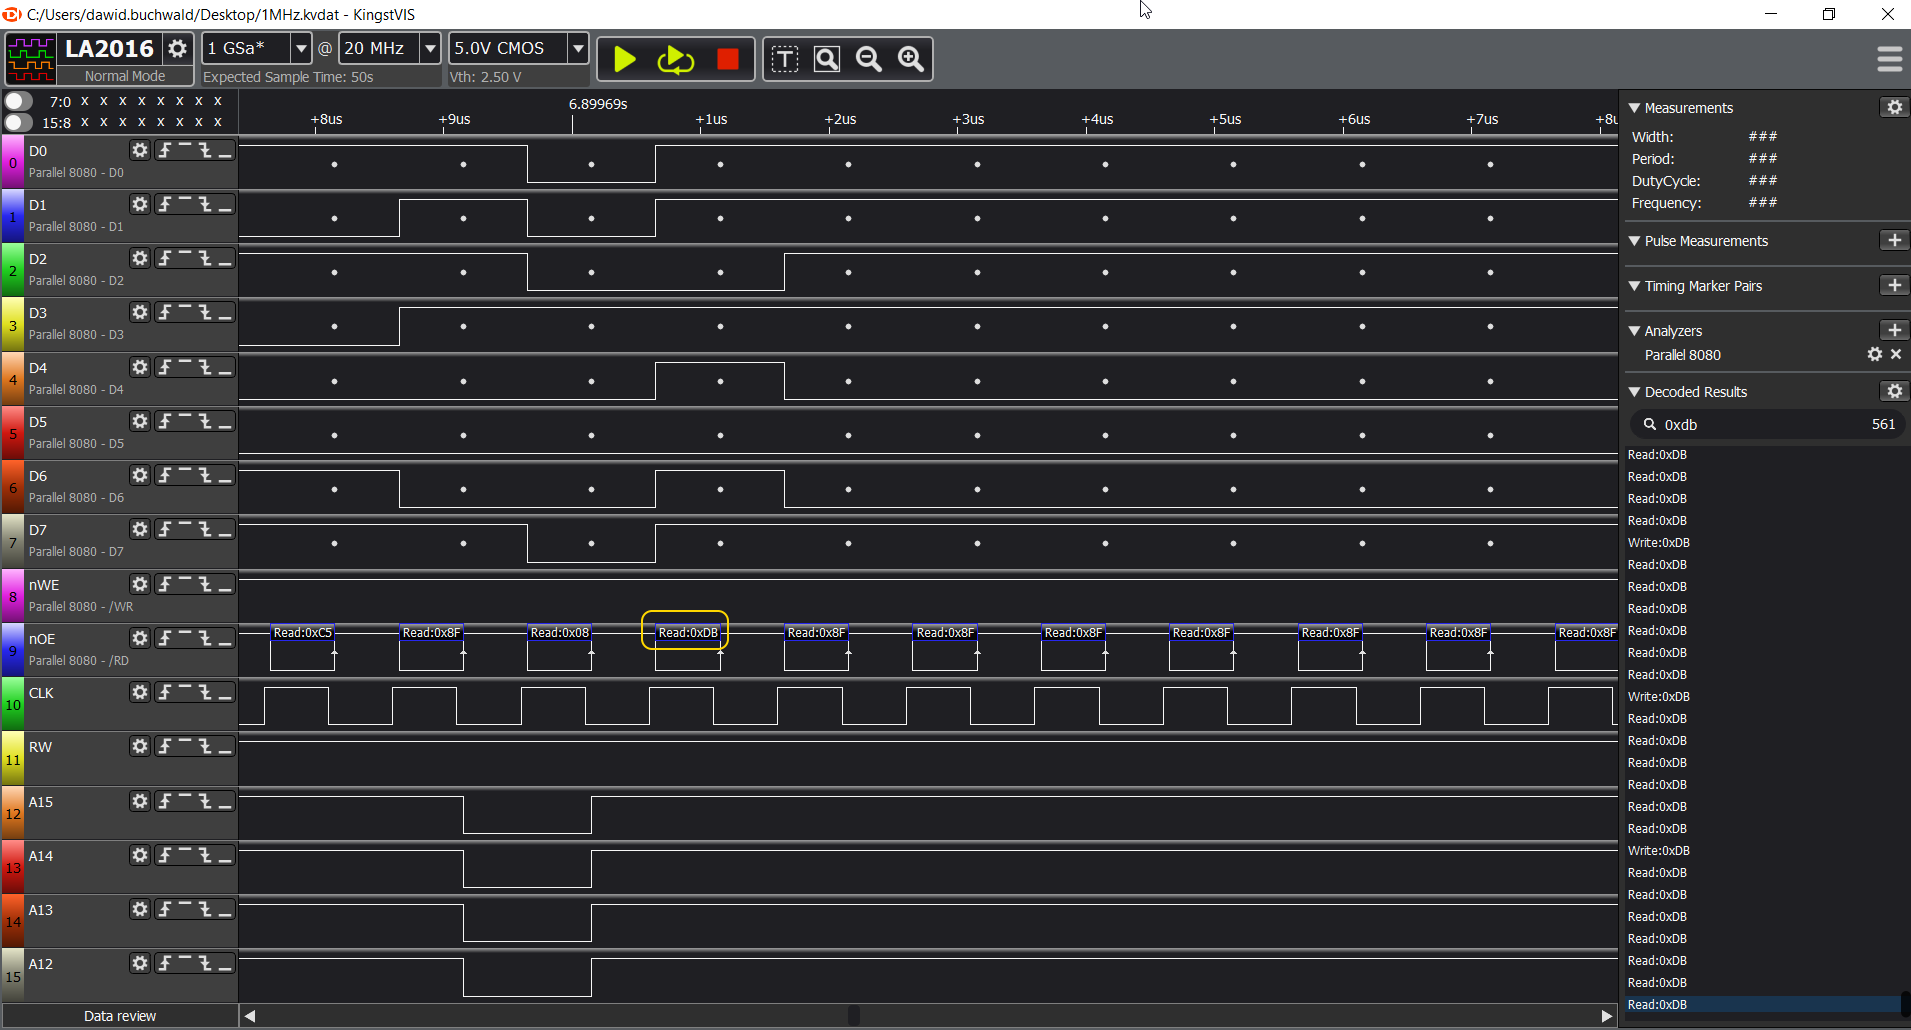 C:/Users/dawid.buchwald/Desktop/1MHz.kvdat - KingstVIS
LA2016
Normal Mode
1 GSa* @ 20 MHz 5.0V CMOS
Expected Sample Time: 50s Vth: 2.50 V
T
7:0 X X X X X X X X
15:8 X X X X X X X X
+8us +9us 6.89969s +1us +2us +3us +4us +5us +6us +7us +8u
0 D0
Parallel 8080 - D0
1 D1
Parallel 8080 - D1
2 D2
Parallel 8080 - D2
3 D3
Parallel 8080 - D3
4 D4
Parallel 8080 - D4
5 D5
Parallel 8080 - D5
6 D6
Parallel 8080 - D6
7 D7
Parallel 8080 - D7
8 nWE
Parallel 8080 - /WR
9 nOE
Parallel 8080 - /RD
Read:0xC5 Read:0x8F Read:0x08 Read:0xDB Read:0x8F Read:0x8F Read:0x8F Read:0x8F Read:0x8F Read:0x8F Read:0x8F
10 CLK
11 RW
12 A15
13 A14
14 A13
15 A12
Data review
Measurements
Width: ###
Period: ###
DutyCycle: ###
Frequency: ###
Pulse Measurements
Timing Marker Pairs
Analyzers
Parallel 8080
Decoded Results
0xdb 561
Read:0xDB
Read:0xDB
Read:0xDB
Read:0xDB
Write:0xDB
Read:0xDB
Read:0xDB
Read:0xDB
Read:0xDB
Read:0xDB
Read:0xDB
Write:0xDB
Read:0xDB
Read:0xDB
Read:0xDB
Read:0xDB
Read:0xDB
Read:0xDB
Write:0xDB
Read:0xDB
Read:0xDB
Read:0xDB
Read:0xDB
Read:0xDB
Read:0xDB
Read:0xDB